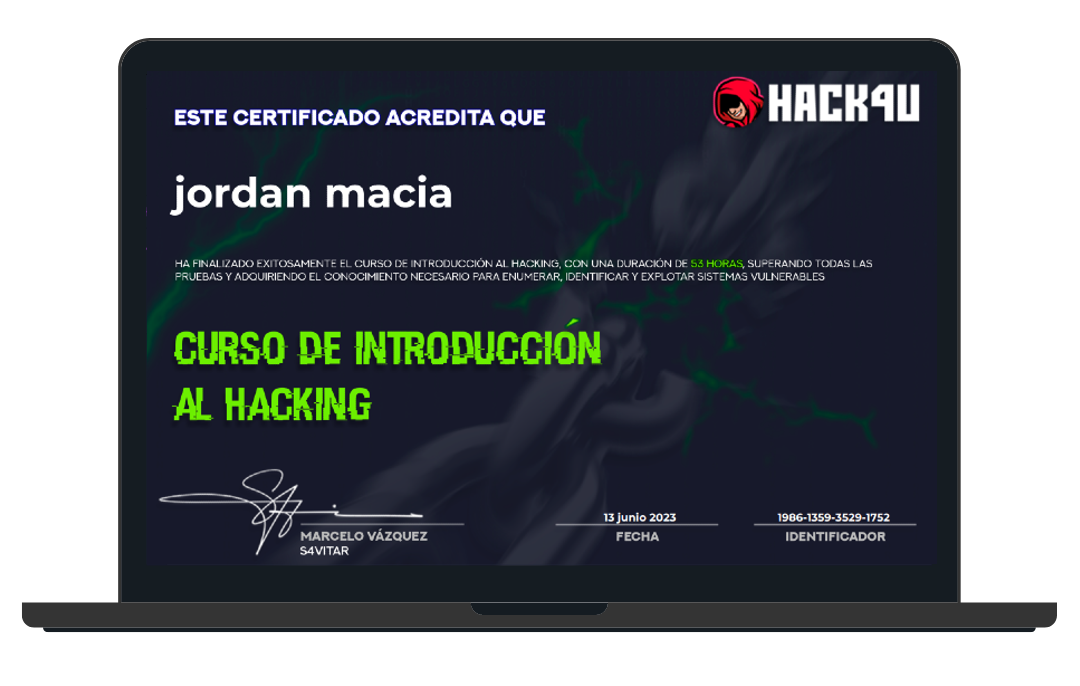 ESTE CERTIFICADO ACREDITA QUE
HACK4U
jordan macia
HA FINALIZADO EXITOSAMENTE EL CURSO DE INTRODUCCIÓN AL HACKING, CON UNA DURACIÓN DE 53 HORAS, SUPERANDO TODAS LAS
PRUEBAS Y ADQUIRIENDO EL CONOCIMIENTO NECESARIO PARA ENUMERAR, IDENTIFICAR Y EXPLOTAR SISTEMAS VULNERABLES
CURSO DE INTRODUCCIÓN
AL HACKING
MARCELO VÁZQUEZ
S4VITAR
13 junio 2023
FECHA
1986-1359-3529-1752
IDENTIFICADOR